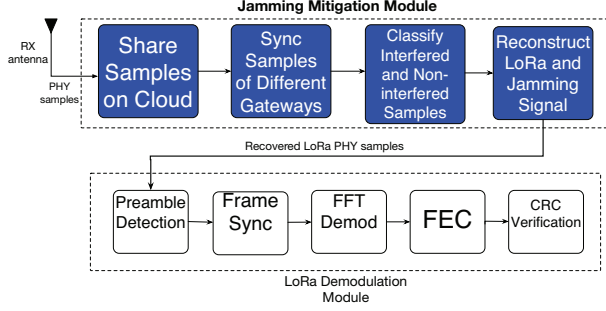 Jamming Mitigation Module
RX
antenna
PHY
samples
Share
Samples
on Cloud
Sync
Samples
of Different
Gateways
Classify
Interfered
and Non-
interfered
Samples
Reconstruct
LoRa and
Jamming
Signal
Recovered LoRa PHY samples
Preamble
Detection
Frame
Sync
FFT
Demod
FEC
CRC
Verification
LoRa Demodulation
Module